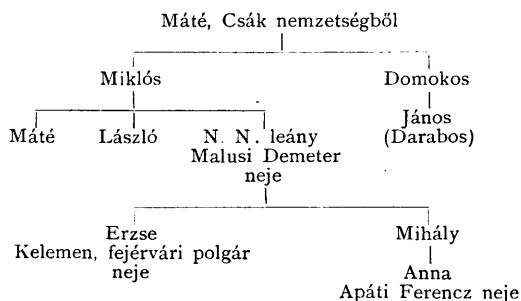 Máté, Csák nemzetségből
Miklós Domokos
Máté László N. N. leány János
Malusi Demeter (Darabos)
neje
Erzse Mihály
Kelemen, fejérvári polgár
neje Anna
Apáti Ferencz neje